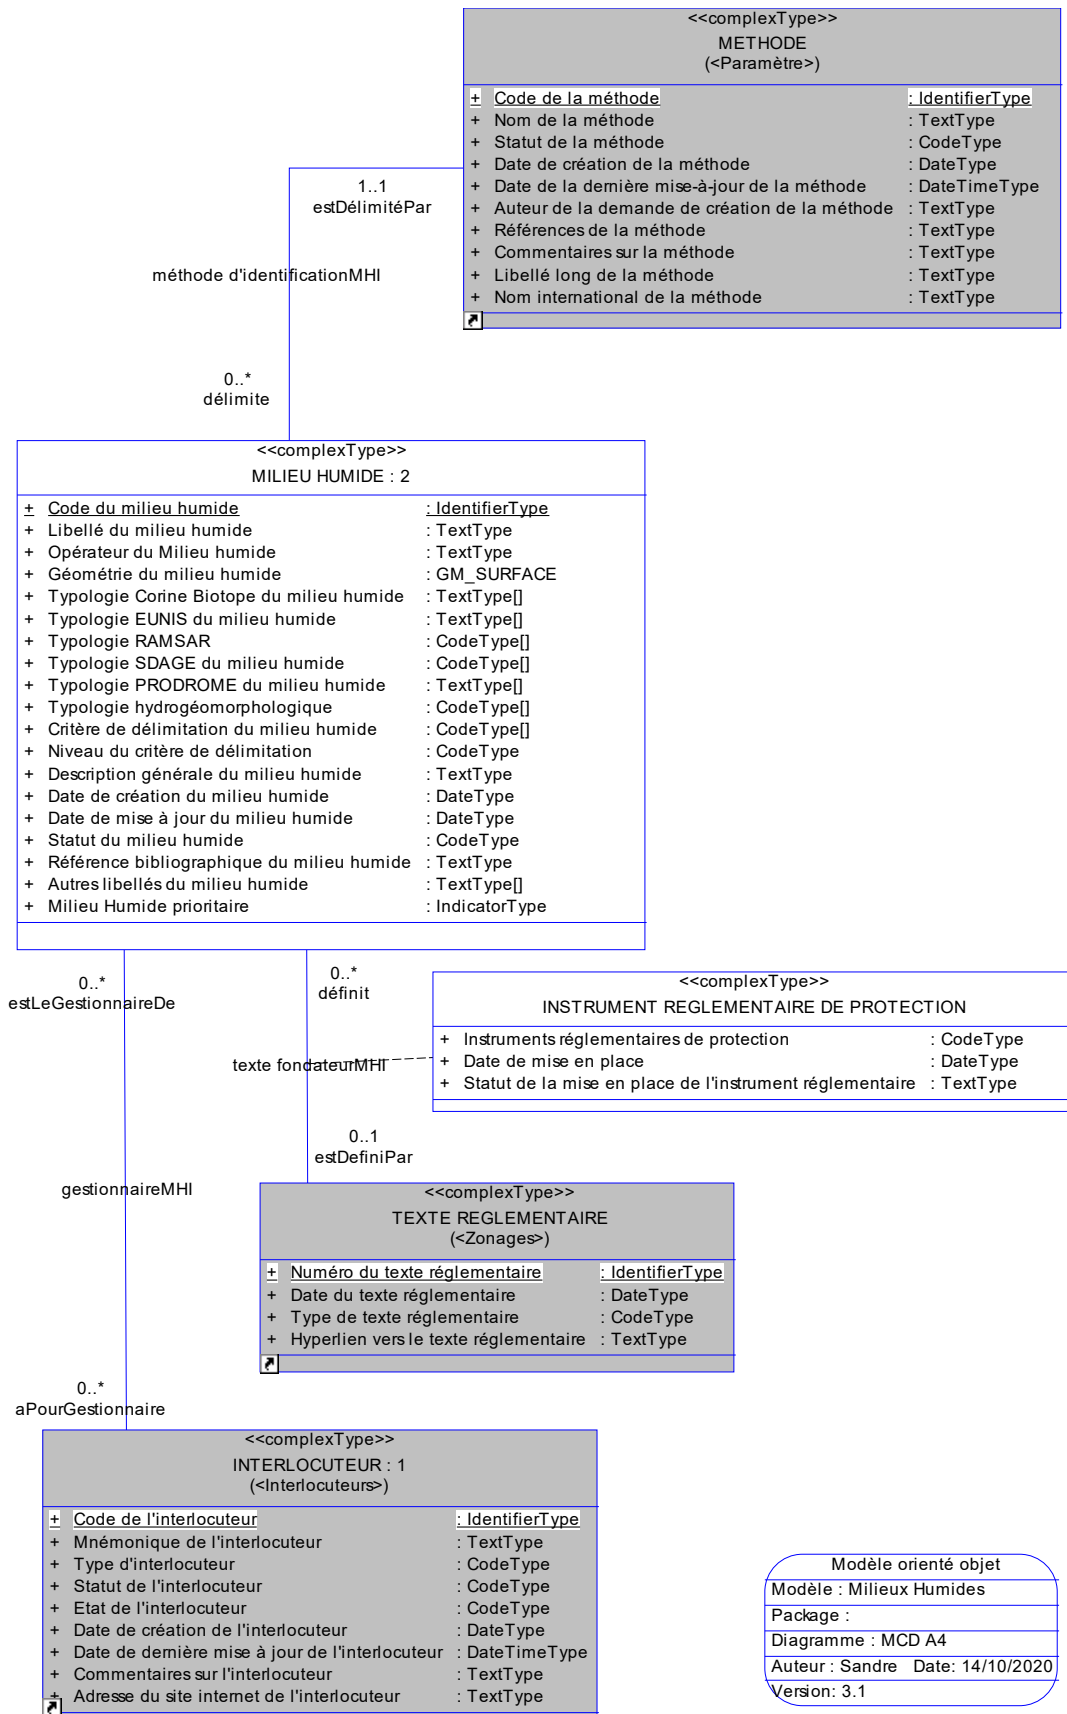 <<complexType>>
METHODE
(<Paramètre>)
+ Code de la méthode : IdentifierType
+ Nom de la méthode : TextType
+ Statut de la méthode : CodeType
+ Date de création de la méthode : DateType
+ Date de la dernière mise-à-jour de la méthode : DateTimeType
+ Auteur de la demande de création de la méthode : TextType
+ Références de la méthode : TextType
+ Commentaires sur la méthode : TextType
+ Libellé long de la méthode : TextType
+ Nom international de la méthode : TextType
1..1
estDélimitéPar
méthode d'identificationMHI
0..*
délimite
<<complexType>>
MILIEU HUMIDE : 2
+ Code du milieu humide : IdentifierType
+ Libellé du milieu humide : TextType
+ Opérateur du Milieu humide : TextType
+ Géométrie du milieu humide : GM_SURFACE
+ Typologie Corine Biotope du milieu humide : TextType[]
+ Typologie EUNIS du milieu humide : TextType[]
+ Typologie RAMSAR : CodeType[]
+ Typologie SDAGE du milieu humide : CodeType[]
+ Typologie PRODROME du milieu humide : TextType[]
+ Typologie hydrogéomorphologique : CodeType[]
+ Critère de délimitation du milieu humide : CodeType[]
+ Niveau du critère de délimitation : CodeType
+ Description générale du milieu humide : TextType
+ Date de création du milieu humide : DateType
+ Date de mise à jour du milieu humide : DateType
+ Statut du milieu humide : CodeType
+ Référence bibliographique du milieu humide : TextType
+ Autres libellés du milieu humide : TextType[]
+ Milieu Humide prioritaire : IndicatorType
0..*
estLeGestionnaireDe
0..*
définit
<<complexType>>
INSTRUMENT REGLEMENTAIRE DE PROTECTION
+ Instruments réglementaires de protection : CodeType
+ Date de mise en place : DateType
+ Statut de la mise en place de l'instrument réglementaire : TextType
texte fondateurMHI
0..1
estDefiniPar
gestionnaireMHI
<<complexType>>
TEXTE REGLEMENTAIRE
(<Zonages>)
+ Numéro du texte réglementaire : IdentifierType
+ Date du texte réglementaire : DateType
+ Type de texte réglementaire : CodeType
+ Hyperlien vers le texte réglementaire : TextType
0..*
aPourGestionnaire
<<complexType>>
INTERLOCUTEUR : 1
(<Interlocuteurs>)
+ Code de l'interlocuteur : IdentifierType
+ Mnémonique de l'interlocuteur : TextType
+ Type d'interlocuteur : CodeType
+ Statut de l'interlocuteur : CodeType
+ Etat de l'interlocuteur : CodeType
+ Date de création de l'interlocuteur : DateType
+ Date de dernière mise à jour de l'interlocuteur : DateTimeType
+ Commentaires sur l'interlocuteur : TextType
+ Adresse du site internet de l'interlocuteur : TextType
Modèle orienté objet
Modèle : Milieux Humides
Package :
Diagramme : MCD A4
Auteur : Sandre Date: 14/10/2020
Version: 3.1